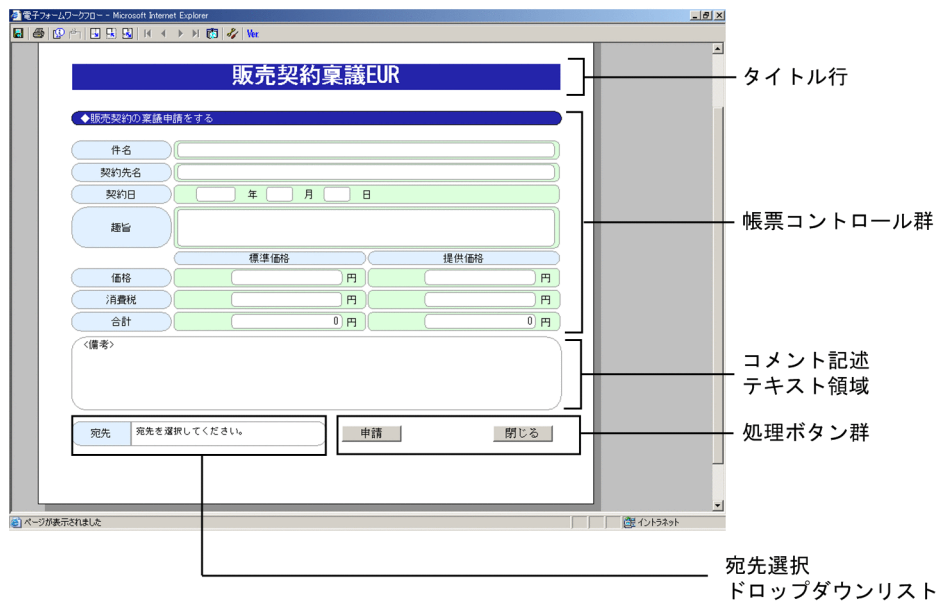 電子フォームワークフロー - Microsoft Internet Explorer
Ver.
販売契約稟議EUR
タイトル行
◆販売契約の稟議申請をする
件名
契約先名
契約日 年 月 日
帳票コントロール群
趣旨
標準価格 提供価格
価格 円 円
消費税 円 円
合計 0 円 0 円
<備考>
コメント記述
テキスト領域
宛先 宛先を選択してください。 申請 閉じる
処理ボタン群
ページが表示されました イントラネット
宛先選択
ドロップダウンリスト